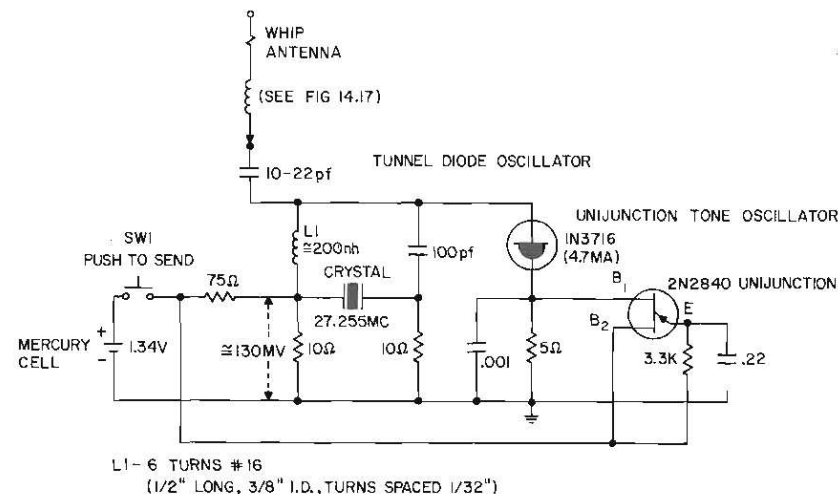 WHIP
ANTENNA
(SEE FIG 14.17)
10-22pf
TUNNEL DIODE OSCILLATOR
UNIJUNCTION TONE OSCILLATOR
L1
≅200nh
100pf
1N3716
(4.7MA)
SW1
PUSH TO SEND
75Ω
CRYSTAL
27.255MC
B1
2N2840 UNIJUNCTION
B2
E
+
-
MERCURY
CELL
1.34V
≅130MV
10Ω
10Ω
.001
5Ω
3.3K
.22
L1- 6 TURNS #16
(1/2" LONG, 3/8" I.D., TURNS SPACED 1/32")